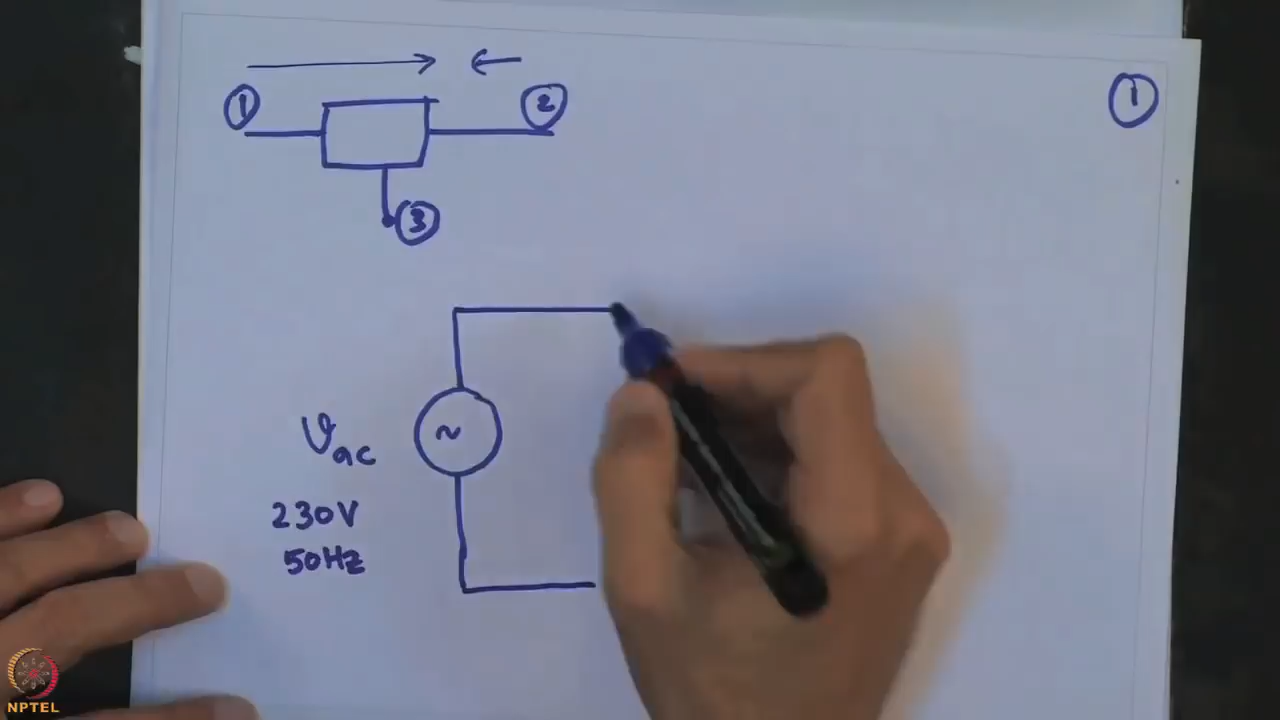 ① ②
③
①
~
Vac
230V
50Hz
NPTEL